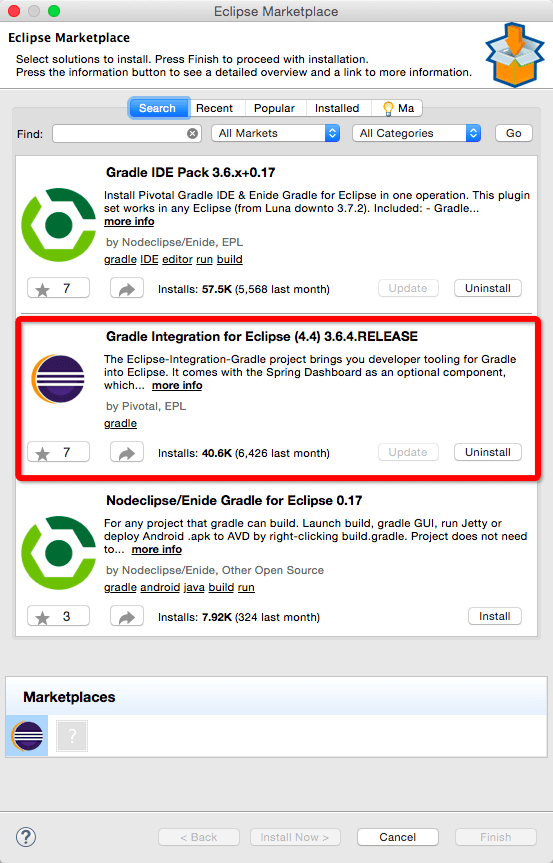 Eclipse Marketplace
Eclipse Marketplace
Select solutions to install. Press Finish to proceed with installation.
Press the information button to see a detailed overview and a link to more information.
Search Recent Popular Installed Ma
Find: All Markets All Categories Go
Gradle IDE Pack 3.6.x+0.17
Install Pivotal Gradle IDE & Enide Gradle for Eclipse in one operation. This plugin
set works in any Eclipse (from Luna downto 3.7.2). Included: - Gradle...
more info
by Nodeclipse/Enide, EPL
gradle IDE editor run build
7 Installs: 57.5K (5,568 last month) Update Uninstall
Gradle Integration for Eclipse (4.4) 3.6.4.RELEASE
The Eclipse-Integration-Gradle project brings you developer tooling for Gradle
into Eclipse. It comes with the Spring Dashboard as an optional component,
which... more info
by Pivotal, EPL
gradle
7 Installs: 40.6K (6,426 last month) Update Uninstall
Nodeclipse/Enide Gradle for Eclipse 0.17
For any project that gradle can build. Launch build, gradle GUI, run Jetty or
deploy Android .apk to AVD by right-clicking build.gradle. Project does not need
to... more info
by Nodeclipse/Enide, Other Open Source
gradle android java build run
3 Installs: 7.92K (324 last month) Install
Marketplaces
?
? < Back Install Now > Cancel Finish